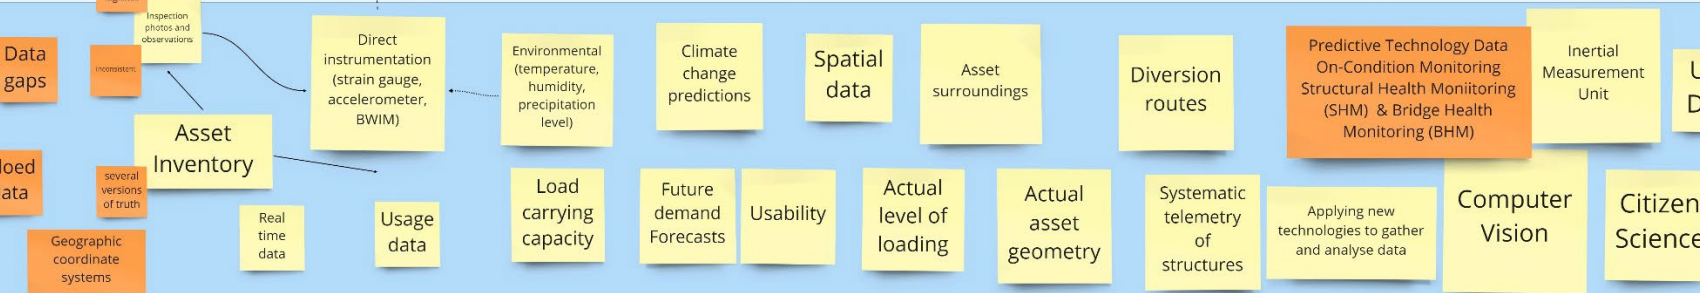 Inspection
photos and
observations
Data
gaps
inconsistent
Direct
instrumentation
(strain gauge,
accelerometer,
BWIM)
Environmental
(temperature,
humidity,
precipitation
level)
Climate
change
predictions
Spatial
data
Asset
surroundings
Diversion
routes
Predictive Technology Data
On-Condition Monitoring
Structural Health Moniitoring
(SHM) & Bridge Health
Monitoring (BHM)
Inertial
Measurement
Unit
Asset
Inventory
several
versions
of truth
Geographic
coordinate
systems
Real
time
data
Usage
data
Load
carrying
capacity
Future
demand
Forecasts
Usability
Actual
level of
loading
Actual
asset
geometry
Systematic
telemetry
of
structures
Applying new
technologies to gather
and analyse data
Computer
Vision
Citizen
Science